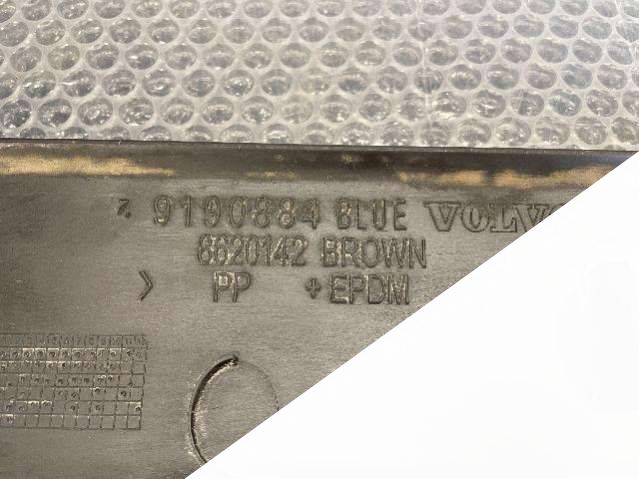 9190884 BLUE VOLVO
8620142 BROWN
> PP + EPDM